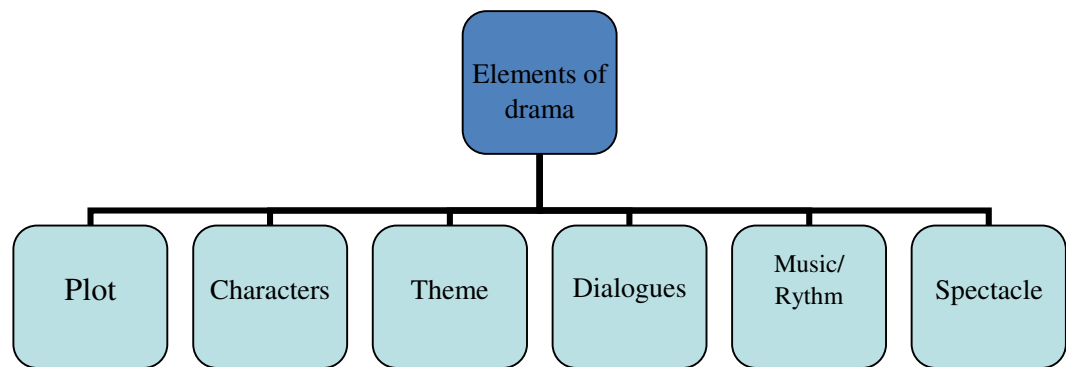 Elements of
drama
Plot
Characters
Theme
Dialogues
Music/
Rythm
Spectacle